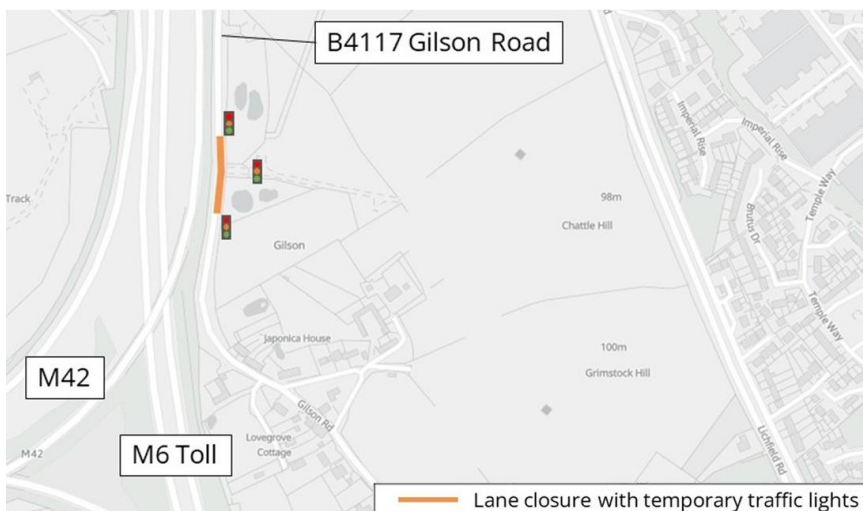 B4117 Gilson Road
Imperial Rise
Imperial Rise
Track
98m
Temple Way
Brutus Dr
Chattle Hill
Gilson
Temple Way
Japonica House
100m
Grimstock Hill
M42
Gilson Rd
Lovegrove
Cottage
M6 Toll
M42
Lichfield Rd
Lane closure with temporary traffic lights